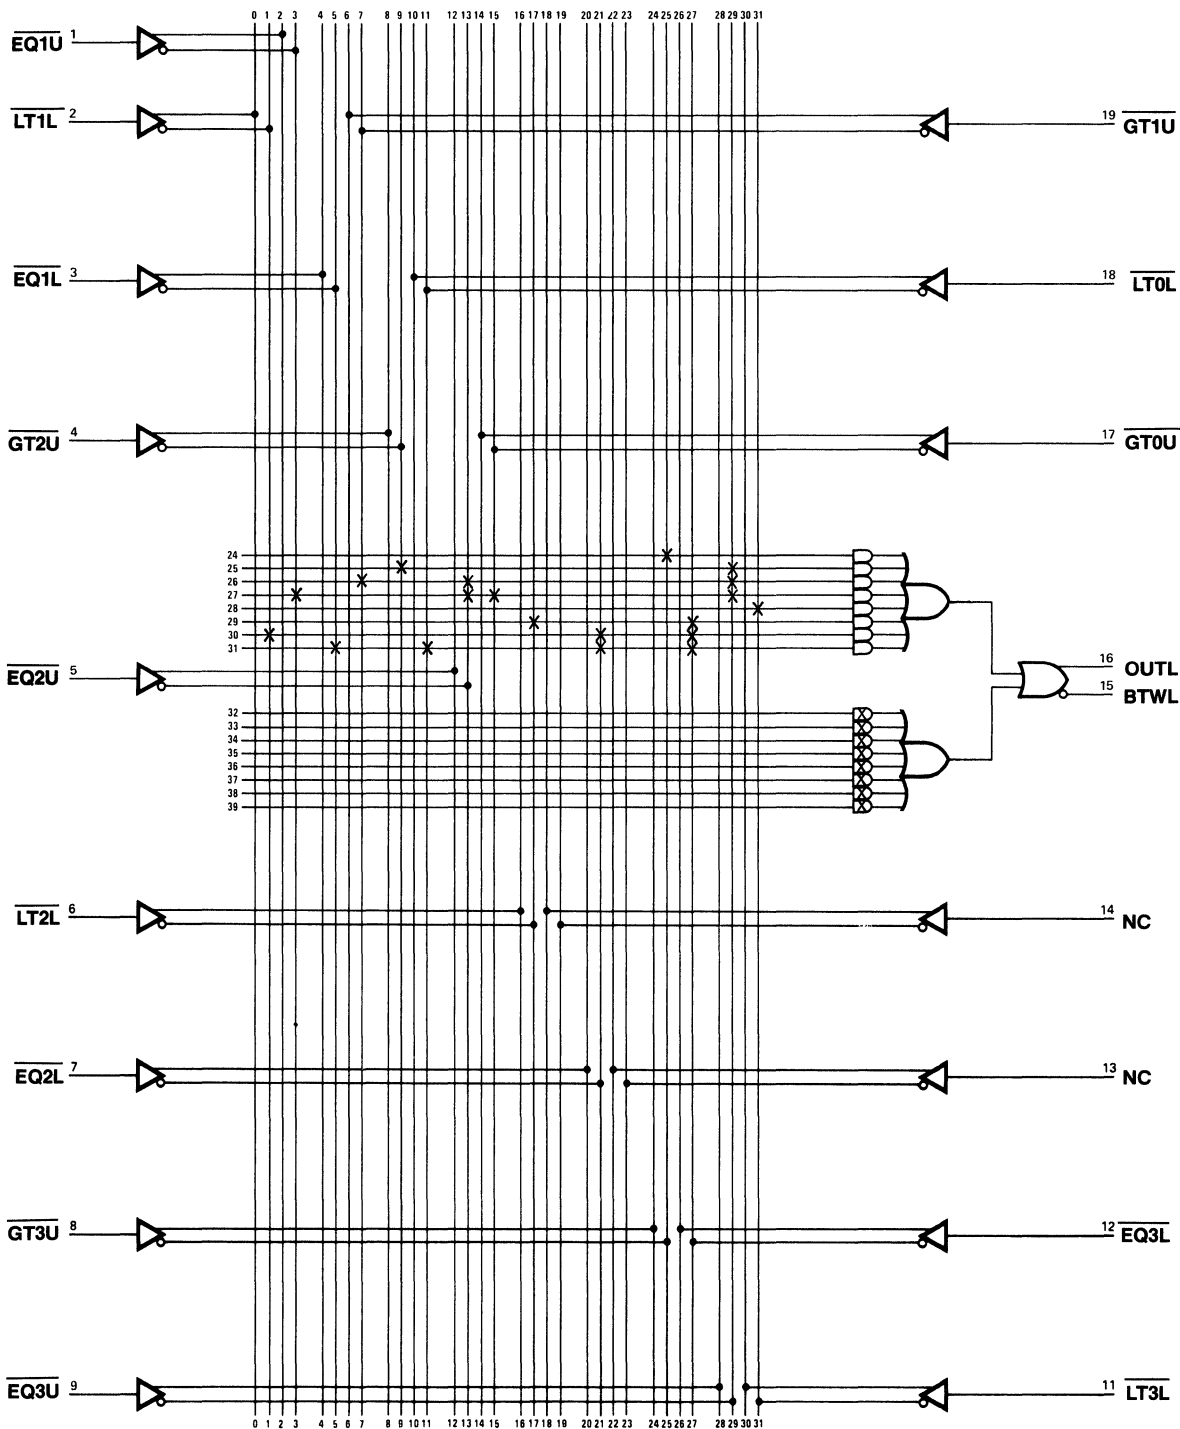 0 1 2 3 4 5 6 7 8 9 10 11 12 13 14 15 16 17 18 19 20 21 22 23 24 25 26 27 28 29 30 31
EQ1U 1
LT1L 2
19 GT1U
EQ1L 3
18 LT0L
GT2U 4
17 GT0U
24
25
26
27
28
29
30
31
EQ2U 5
16 OUTL
15 BTWL
32
33
34
35
36
37
38
39
LT2L 6
14 NC
EQ2L 7
13 NC
GT3U 8
12 EQ3L
EQ3U 9
11 LT3L
0 1 2 3 4 5 6 7 8 9 10 11 12 13 14 15 16 17 18 19 20 21 22 23 24 25 26 27 28 29 30 31